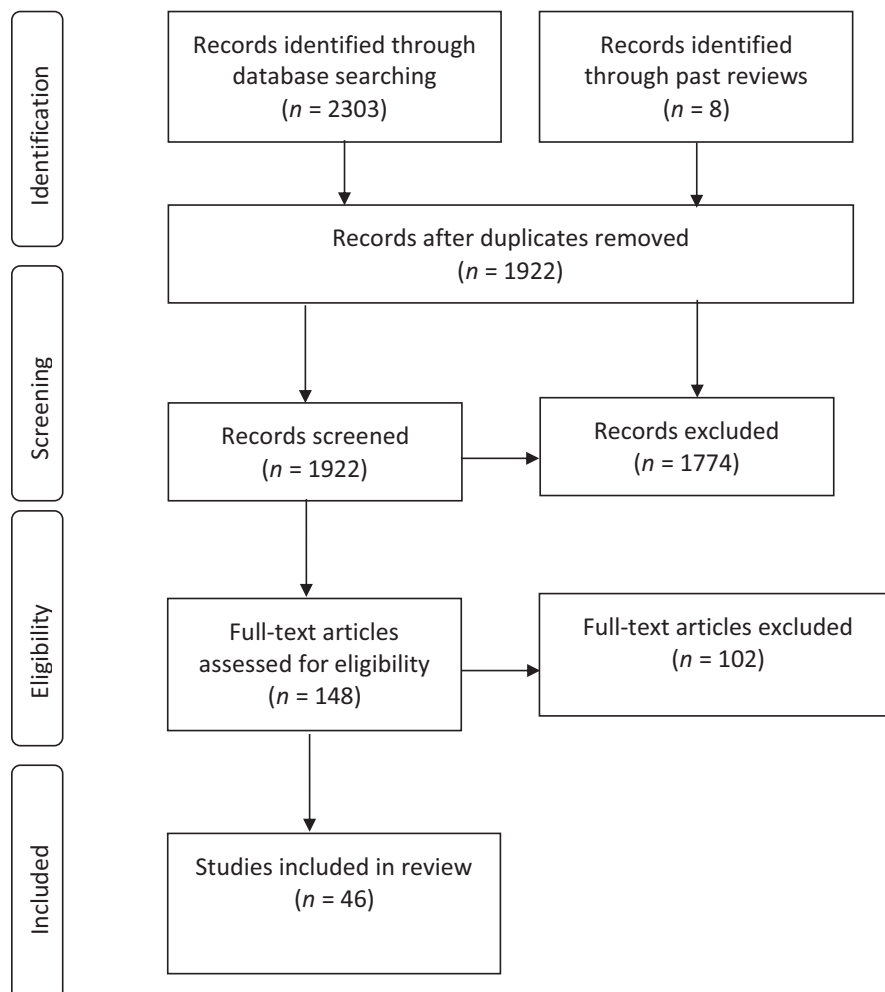 Identification
Records identified through
database searching
(n = 2303)
Records identified
through past reviews
(n = 8)
Records after duplicates removed
(n = 1922)
Screening
Records screened
(n = 1922)
Records excluded
(n = 1774)
Eligibility
Full-text articles
assessed for eligibility
(n = 148)
Full-text articles excluded
(n = 102)
Included
Studies included in review
(n = 46)